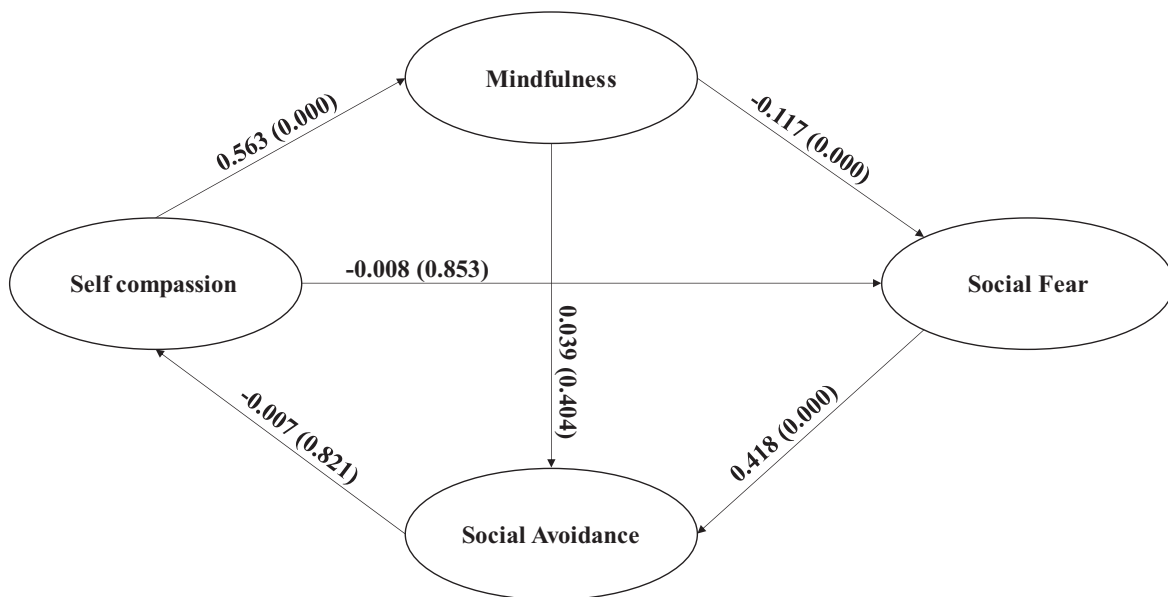 Mindfulness
0.563 (0.000)
-0.117 (0.000)
Self compassion
-0.008 (0.853)
Social Fear
0.039 (0.404)
-0.007 (0.821)
0.418 (0.000)
Social Avoidance